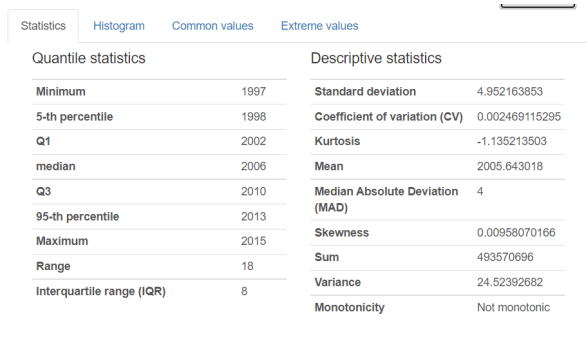 Statistics Histogram Common values Extreme values
Quantile statistics
Minimum 1997
5-th percentile 1998
Q1 2002
median 2006
Q3 2010
95-th percentile 2013
Maximum 2015
Range 18
Interquartile range (IQR) 8
Descriptive statistics
Standard deviation 4.952163853
Coefficient of variation (CV) 0.002469115295
Kurtosis -1.135213503
Mean 2005.643018
Median Absolute Deviation 4
(MAD)
Skewness 0.00958070166
Sum 493570696
Variance 24.52392682
Monotonicity Not monotonic